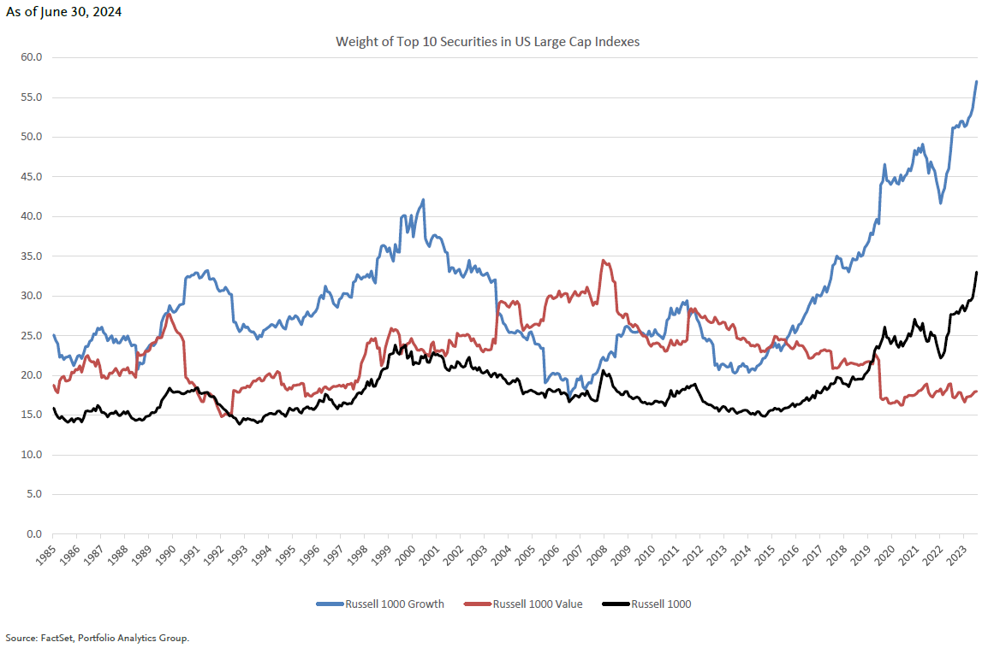 As of June 30, 2024
Weight of Top 10 Securities in US Large Cap Indexes
60.0
55.0
50.0
45.0
40.0
35.0
30.0
25.0
20.0
15.0
10.0
5.0
0.0
1985 1986 1987 1988 1989 1990 1991 1992 1993 1994 1995 1996 1997 1998 1999 2000 2001 2002 2003 2004 2005 2006 2007 2008 2009 2010 2011 2012 2013 2014 2015 2016 2017 2018 2019 2020 2021 2022 2023
Russell 1000 Growth Russell 1000 Value Russell 1000
Source: FactSet, Portfolio Analytics Group.